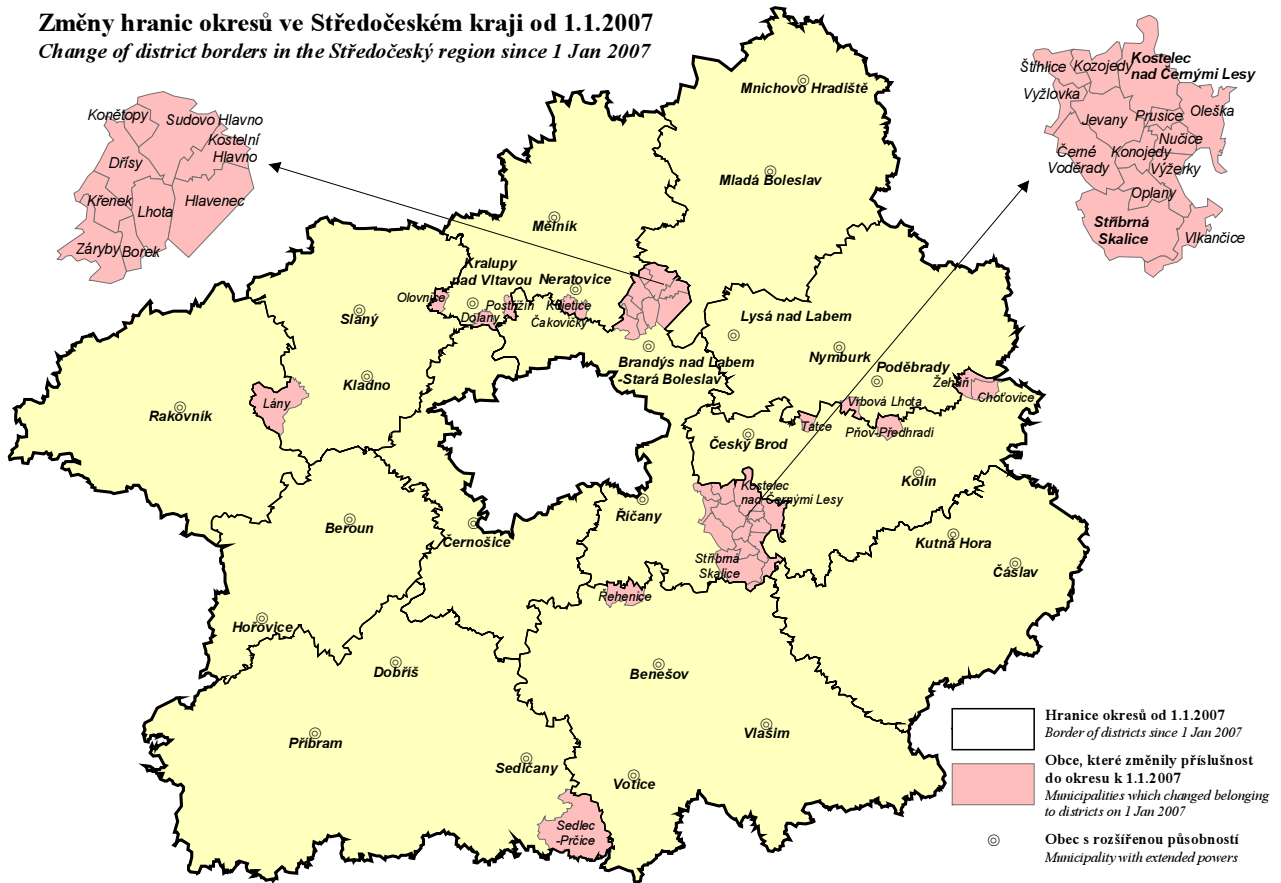 Změny hranic okresů ve Středočeském kraji od 1.1.2007
Change of district borders in the Středočeský region since 1 Jan 2007
Konětopy
Sudovo Hlavno
Kostelní
Hlavno
Dřísy
Křenek
Lhota
Hlavenec
Záryby
Borek
Štíhlice
Kozojedy
Kostelec
nad Černými Lesy
Vyžlovka
Jevany
Prusice
Oleška
Nučice
Černé
Voděrady
Konojedy
Výžerky
Oplany
Stříbrná
Skalice
Vlkančice
Mnichovo Hradiště
Mladá Boleslav
Mělník
Kralupy
nad Vltavou
Neratovice
Olovnice
Postřižín
Kojetice
Dolany
Čakovičky
Slaný
Lysá nad Labem
Nymburk
Brandýs nad Labem
-Stará Boleslav
Kladno
Poděbrady
Žehuň
Choťovice
Rakovník
Lány
Vrbová Lhota
Tatce
Pňov-Předhradí
Český Brod
Kolín
Kostelec
nad Černými Lesy
Říčany
Beroun
Černošice
Kutná Hora
Čáslav
Stříbrná
Skalice
Řehenice
Hořovice
Dobříš
Benešov
Příbram
Vlašim
Sedlčany
Votice
Sedlec
-Prčice
Hranice okresů od 1.1.2007
Border of districts since 1 Jan 2007
Obce, které změnily příslušnost
do okresu k 1.1.2007
Municipalities which changed belonging
to districts on 1 Jan 2007
Obec s rozšířenou působností
Municipality with extended powers